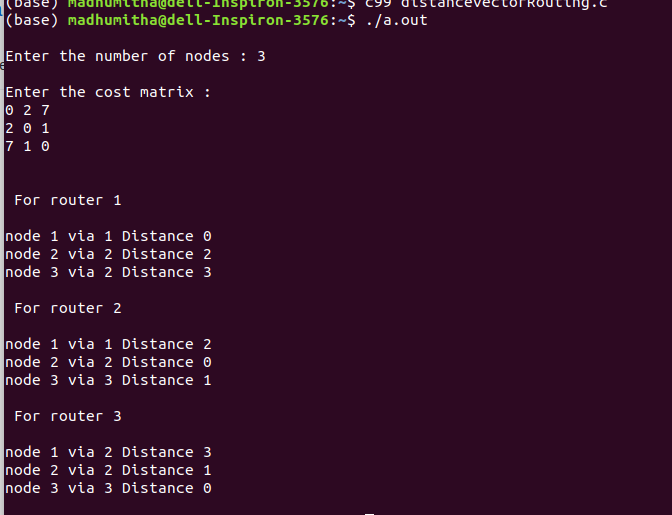 (base) madhumitha@dell-Inspiron-3576:~$ c99 distanceVectorRouting.c
(base) madhumitha@dell-Inspiron-3576:~$ ./a.out
Enter the number of nodes : 3
Enter the cost matrix :
0 2 7
2 0 1
7 1 0
For router 1
node 1 via 1 Distance 0
node 2 via 2 Distance 2
node 3 via 2 Distance 3
For router 2
node 1 via 1 Distance 2
node 2 via 2 Distance 0
node 3 via 3 Distance 1
For router 3
node 1 via 2 Distance 3
node 2 via 2 Distance 1
node 3 via 3 Distance 0